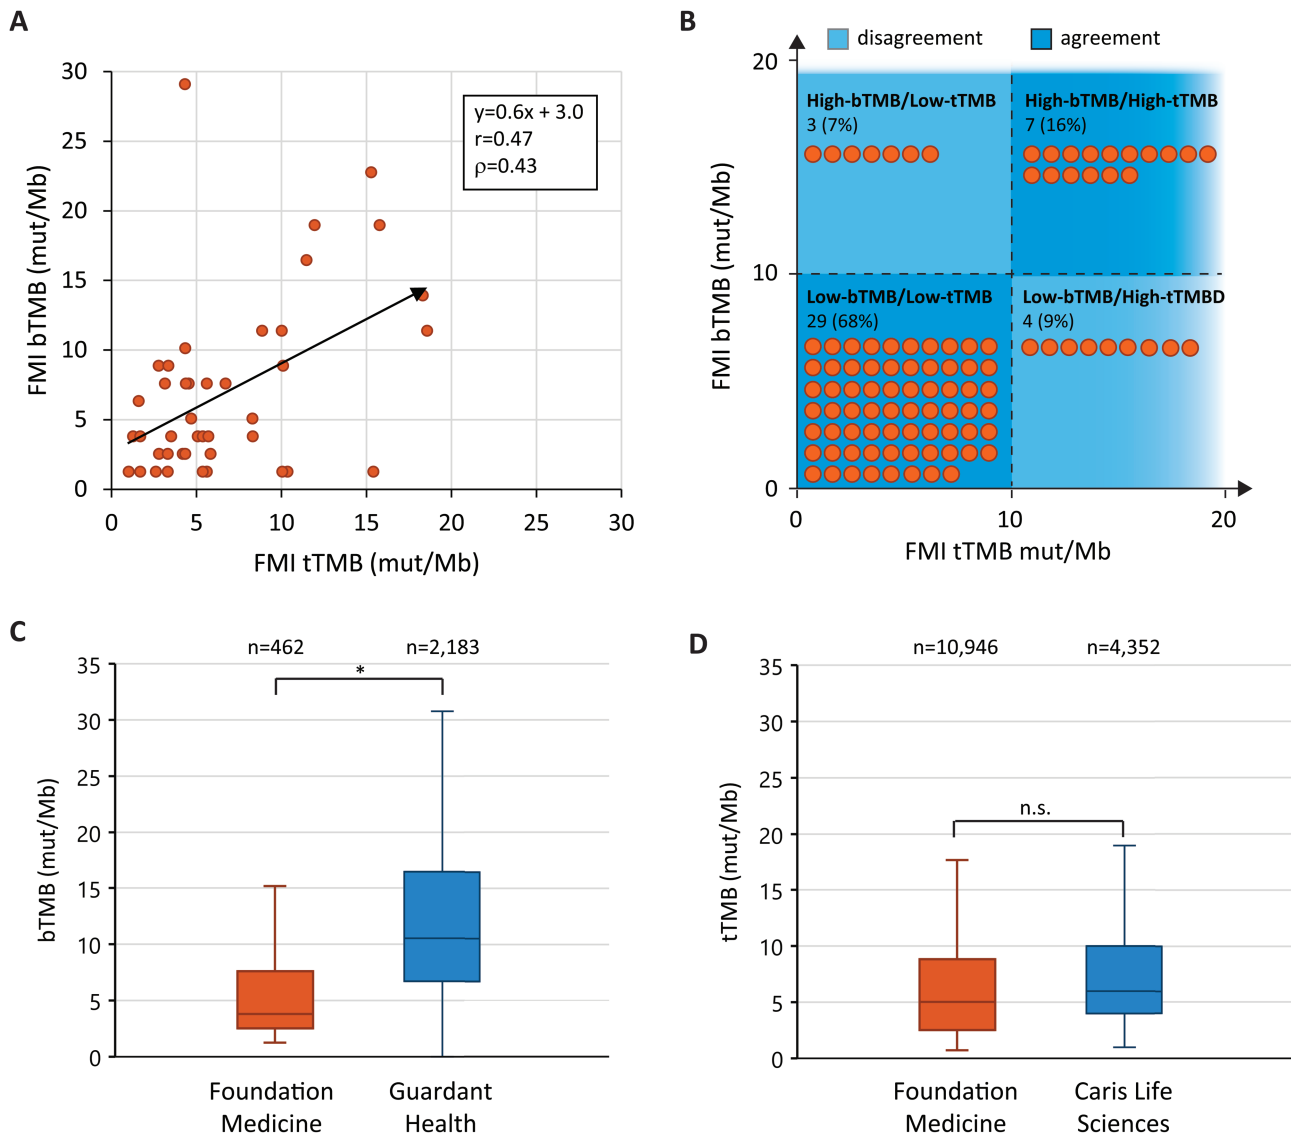 A
30
25
20
15
10
5
0
0 5 10 15 20 25 30
FMI bTMB (mut/Mb)
FMI tTMB (mut/Mb)
y=0.6x + 3.0
r=0.47
ρ=0.43
B
disagreement
agreement
20
10
0
0 10 20
FMI bTMB (mut/Mb)
FMI tTMB mut/Mb
High-bTMB/Low-tTMB
3 (7%)
High-bTMB/High-tTMB
7 (16%)
Low-bTMB/Low-tTMB
29 (68%)
Low-bTMB/High-tTMBD
4 (9%)
C
n=462
n=2,183
*
35
30
25
20
15
10
5
0
bTMB (mut/Mb)
Foundation
Medicine
Guardant
Health
D
n=10,946
n=4,352
n.s.
35
30
25
20
15
10
5
0
tTMB (mut/Mb)
Foundation
Medicine
Caris Life
Sciences